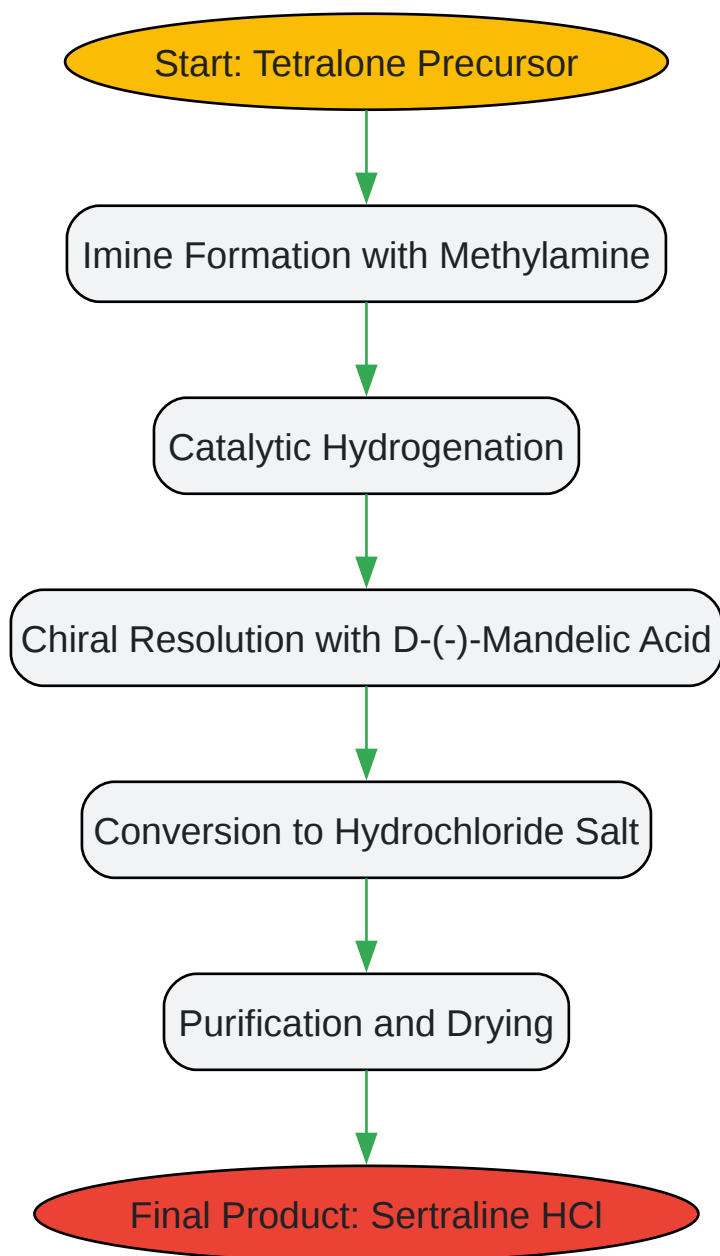 Start: Tetralone Precursor
Imine Formation with Methylamine
Catalytic Hydrogenation
Chiral Resolution with D-(-)-Mandelic Acid
Conversion to Hydrochloride Salt
Purification and Drying
Final Product: Sertraline HCl